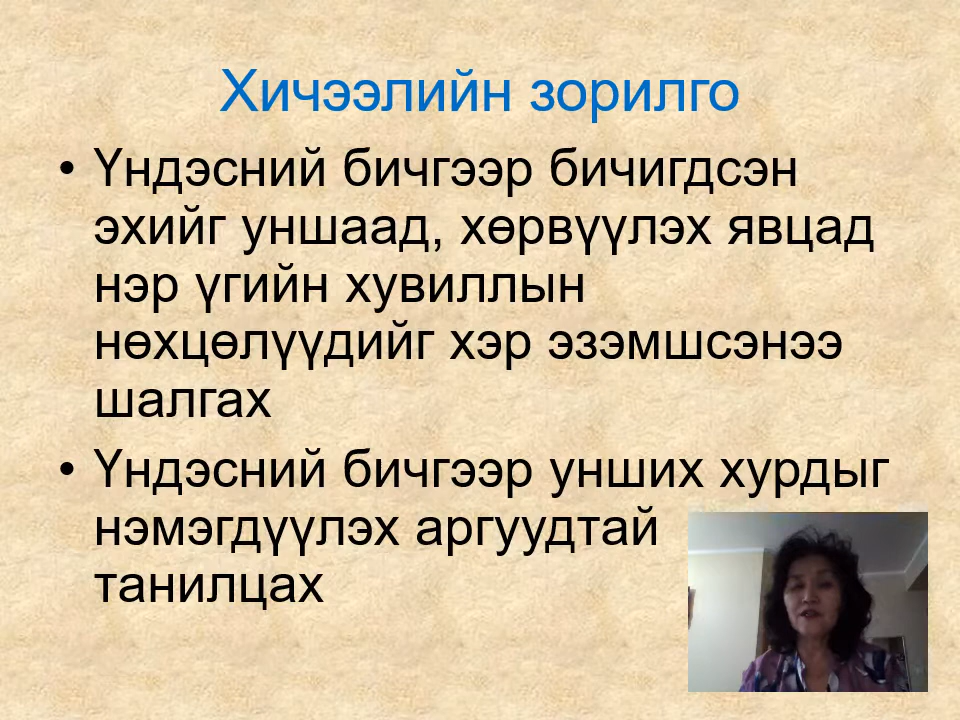 Хичээлийн зорилго
• Үндэсний бичгээр бичигдсэн
эхийг уншаад, хөрвүүлэх явцад
нэр үгийн хувиллын
нөхцөлүүдийг хэр эзэмшсэнээ
шалгах
• Үндэсний бичгээр унших хурдыг
нэмэгдүүлэх аргуудтай
танилцах